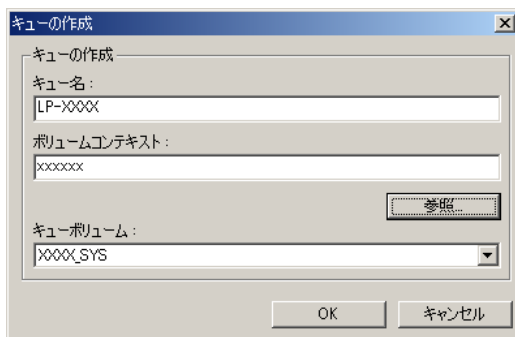 キューの作成
キューの作成
キュー名：
LP-XXXX
ボリュームコンテキスト：
xxxxxx
参照...
キューボリューム：
XXXX_SYS
OK キャンセル